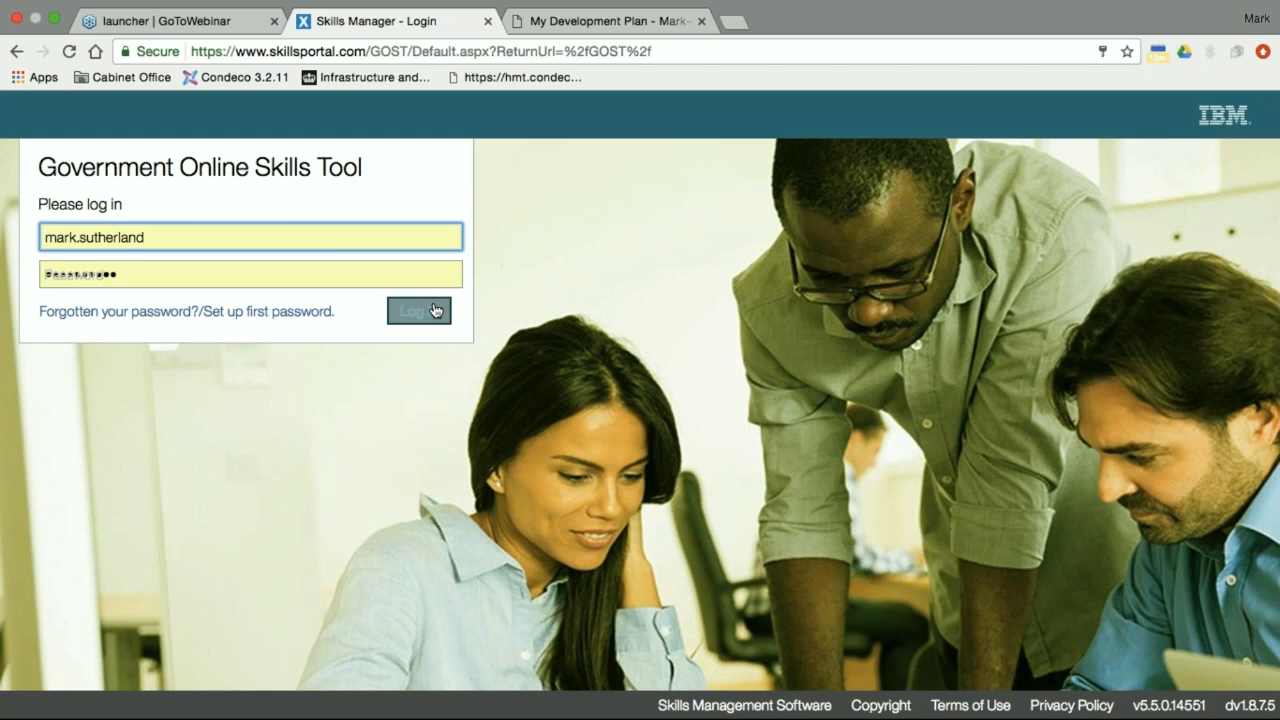 launcher | GoToWebinar
Skills Manager - Login
My Development Plan - Mark-
Mark
Secure https://www.skillsportal.com/GOST/Default.aspx?ReturnUrl=%2fGOST%2f
Apps Cabinet Office Condeco 3.2.11 Infrastructure and... https://hmt.condec...
IBM
Government Online Skills Tool
Please log in
mark.sutherland
Forgotten your password?/Set up first password.
Log
Skills Management Software Copyright Terms of Use Privacy Policy v5.5.0.14551 dv1.8.7.5